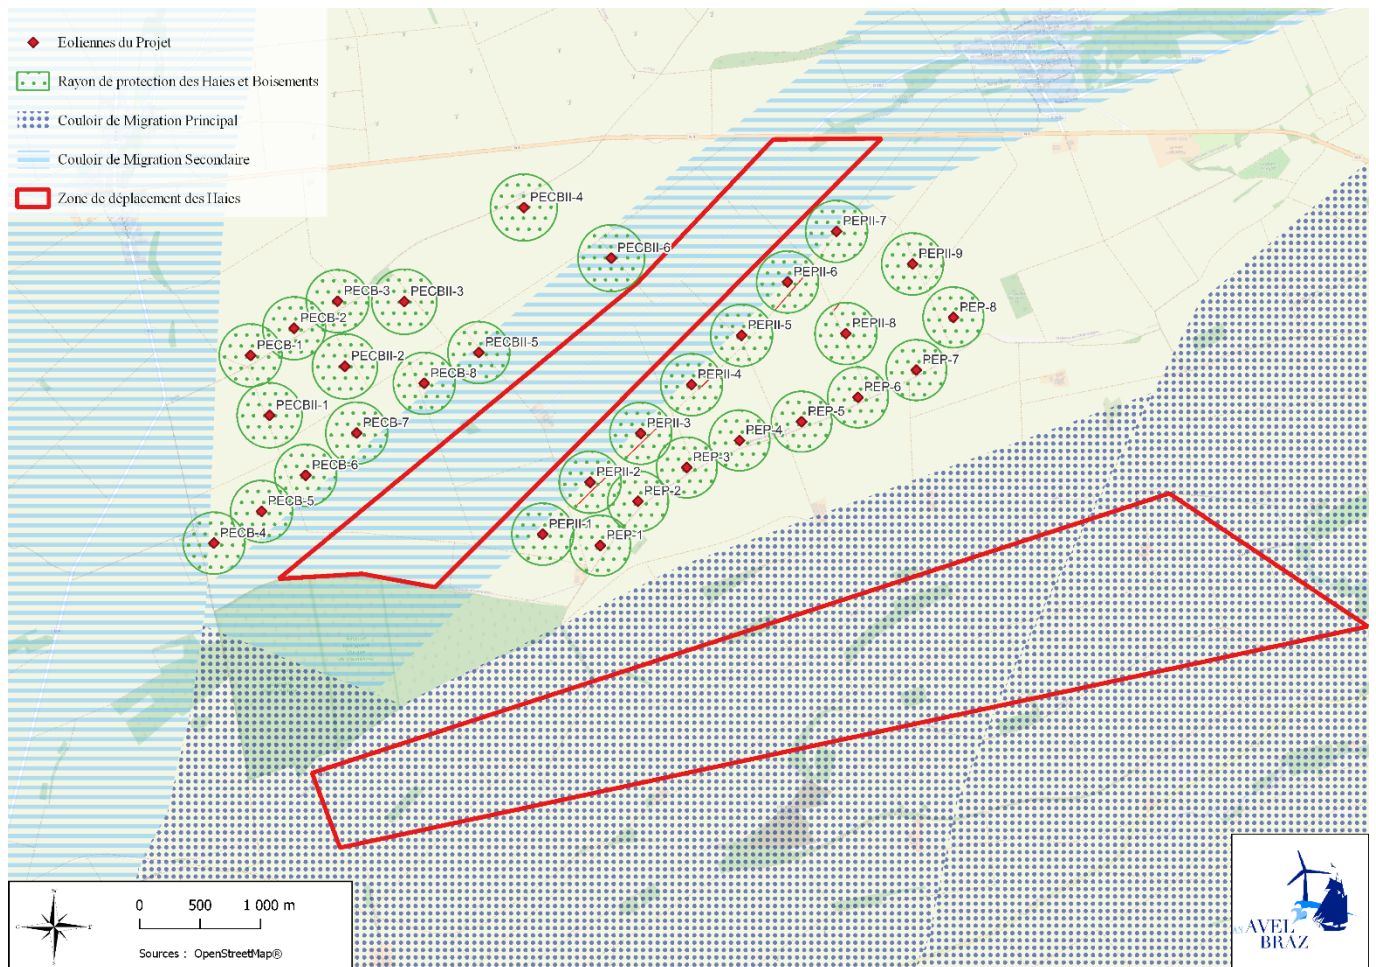 Eoliennes du Projet
Rayon de protection des Haies et Boisements
Couloir de Migration Principal
Couloir de Migration Secondaire
Zone de déplacement des Haies
PECBII-4
PECBII-6
PEPII-7
PEPII-9
PEPII-6
PECB-3
PECBII-3
PECB-2
PEP-8
PEPII-5
PEPII-8
PECB-1
PECBII-2
PECBII-5
PECB-8
PEPII-4
PEP-7
PEP-6
PECBII-1
PECB-7
PEPII-3
PEP-5
PEP-4
PECB-6
PEPII-2
PEP-3
PECB-5
PEP-2
PECB-4
PEPII-1
PEP-1
0 500 1 000 m
Sources : OpenStreetMap®
AN AVEL
BRAZ